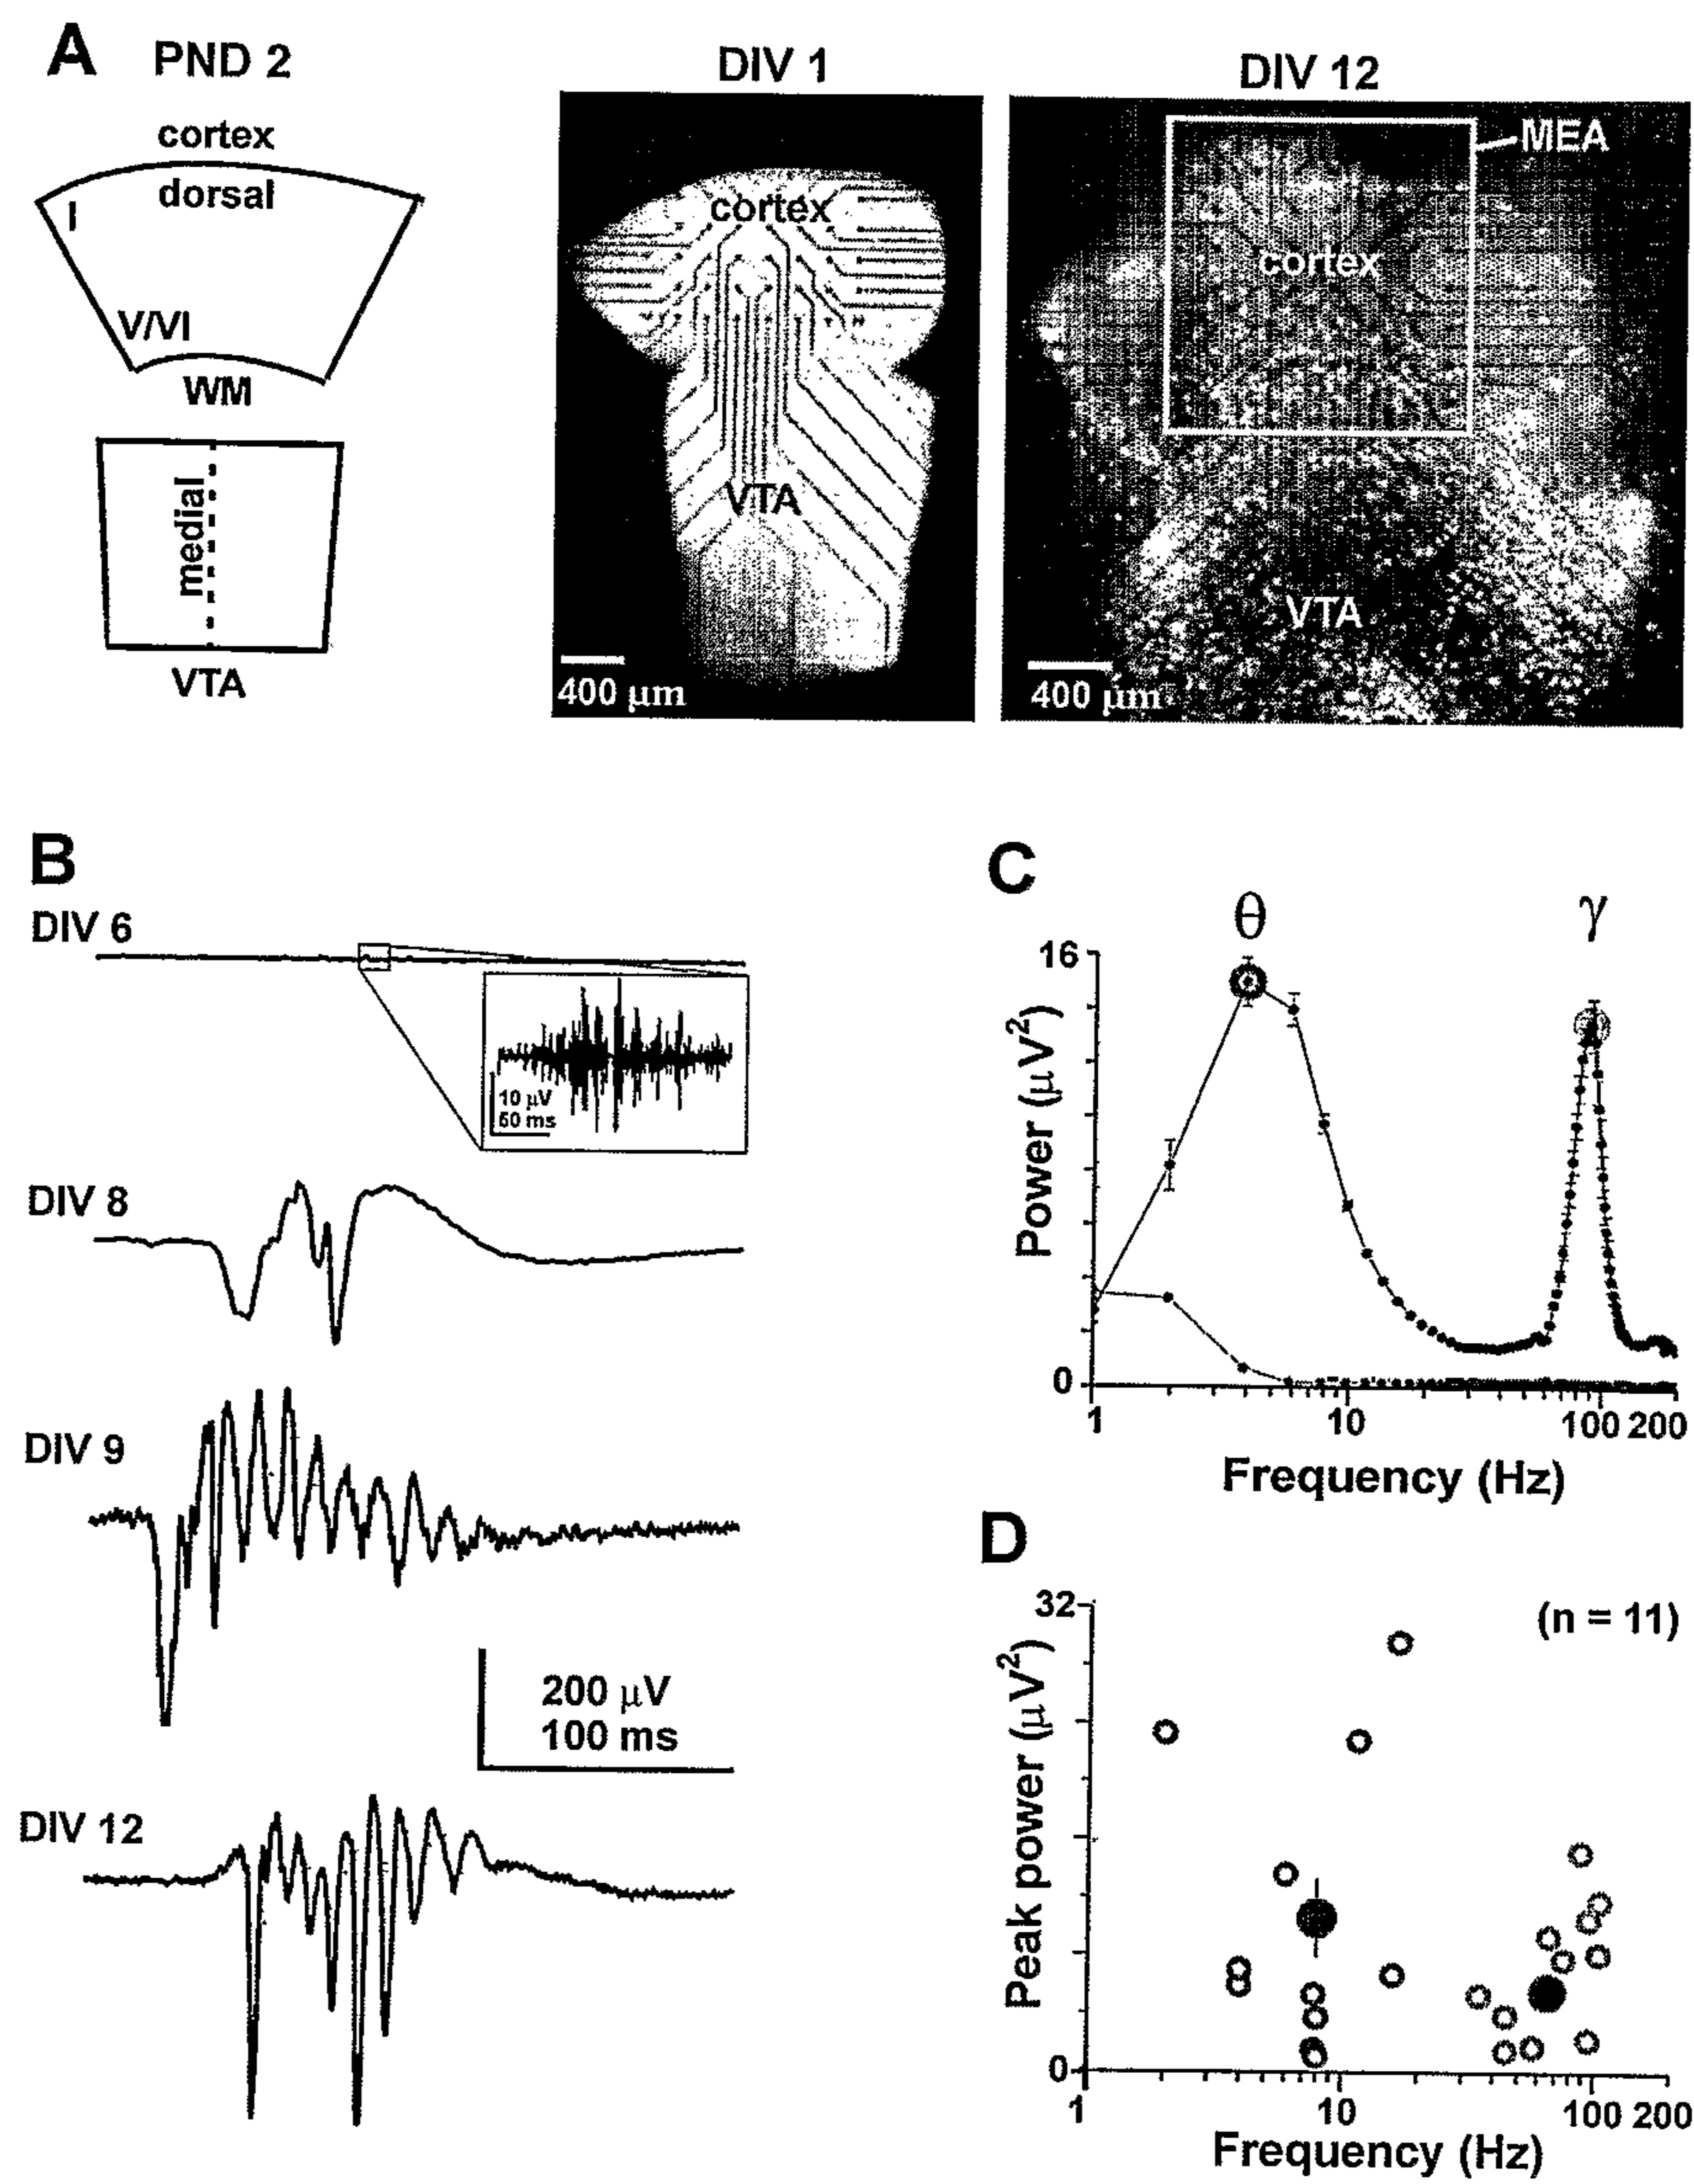 A
PND 2
cortex
dorsal
I
V/VI
WM
medial
VTA
DIV 1
cortex
VTA
400 μm
DIV 12
MEA
cortex
VTA
400 μm
B
DIV 6
10 μV
50 ms
DIV 8
DIV 9
200 μV
100 ms
DIV 12
C
θ
γ
16
Power (μV²)
0
1
10
100 200
Frequency (Hz)
D
32
(n = 11)
Peak power (μV²)
0
1
10
100 200
Frequency (Hz)